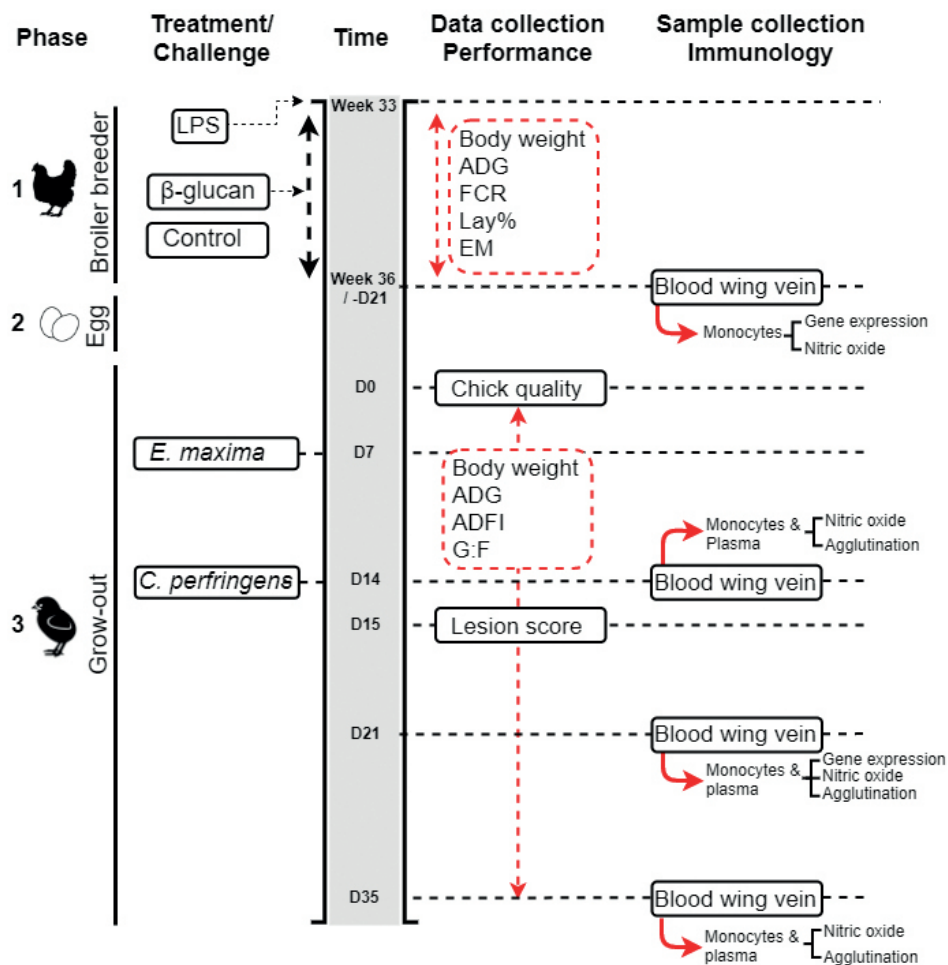 Phase
Treatment/
Challenge
Time
Data collection
Performance
Sample collection
Immunology
1
Broiler breeder
LPS
β-glucan
Control
Week 33
Body weight
ADG
FCR
Lay%
EM
Week 36
/ -D21
Blood wing vein
Monocytes
Gene expression
Nitric oxide
2
Egg
D0
Chick quality
3
Grow-out
E. maxima
D7
Body weight
ADG
ADFI
G:F
Monocytes &
Plasma
Nitric oxide
Agglutination
C. perfringens
D14
Blood wing vein
D15
Lesion score
D21
Blood wing vein
Monocytes &
plasma
Gene expression
Nitric oxide
Agglutination
D35
Blood wing vein
Monocytes &
plasma
Nitric oxide
Agglutination